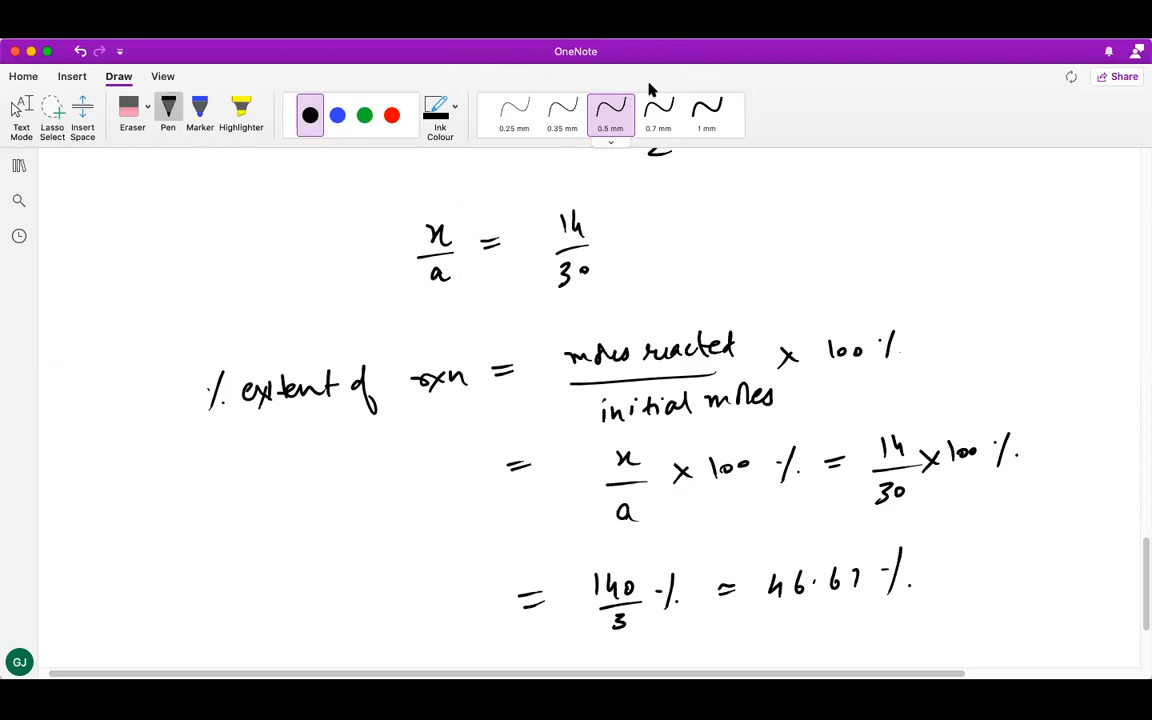 OneNote
Home Insert Draw View
Share
Text Mode
Lasso Select
Insert Space
Eraser
Pen
Marker
Highlighter
Ink Colour
0.25 mm
0.35 mm
0.5 mm
0.7 mm
1 mm
2
x/a = 14/30
% extent of rxn = moles reacted / initial moles × 100 %
= x/a × 100 % = 14/30 × 100 %
= 140/3 % ≈ 46.67 %
GJ